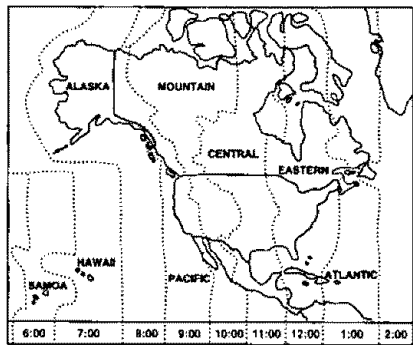 ALASKA MOUNTAIN
CENTRAL
EASTERN
HAWAII
SAMOA PACIFIC ATLANTIC
6:00 7:00 8:00 9:00 10:00 11:00 12:00 1:00 2:00